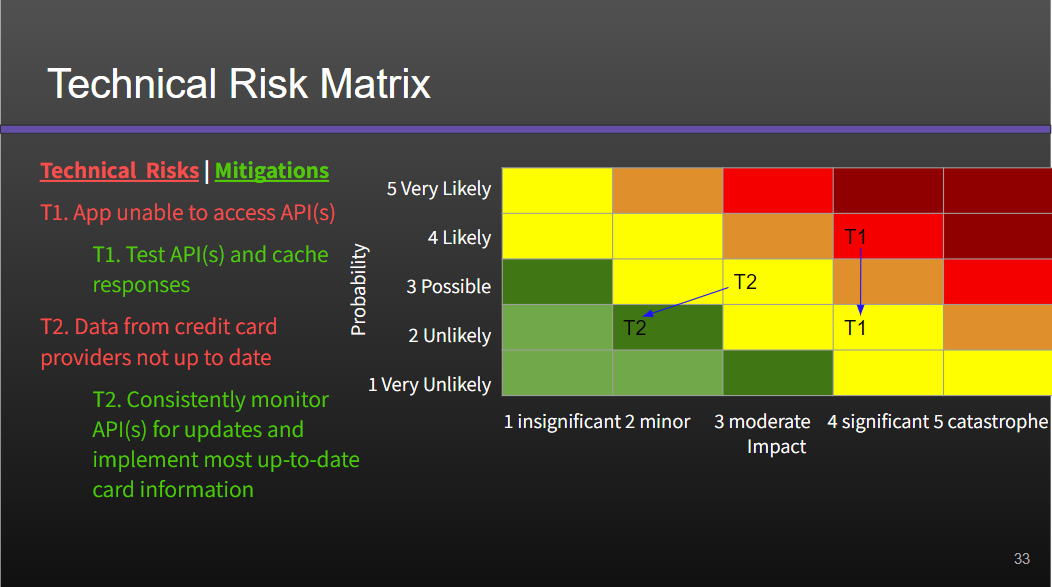 Technical Risk Matrix
Technical Risks | Mitigations
T1. App unable to access API(s)
T1. Test API(s) and cache
responses
T2. Data from credit card
providers not up to date
T2. Consistently monitor
API(s) for updates and
implement most up-to-date
card information
Probability
5 Very Likely
4 Likely
T1
3 Possible
T2
2 Unlikely
T2
T1
1 Very Unlikely
1 insignificant 2 minor 3 moderate 4 significant 5 catastrophe
Impact
33